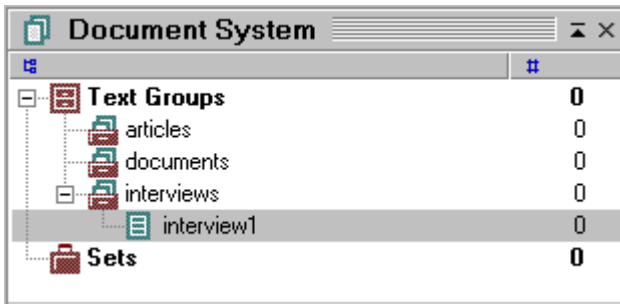 Document System
#
Text Groups 0
articles 0
documents 0
interviews 0
interview1 0
Sets 0